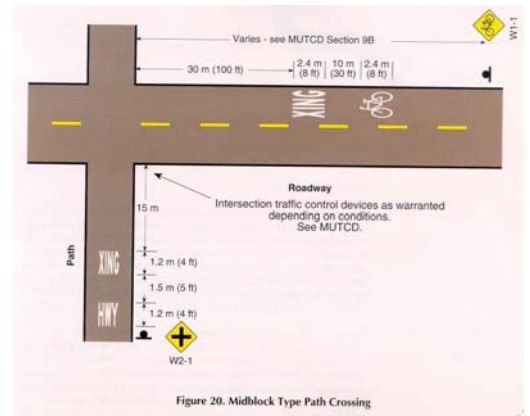 Varies - see MUTCD Section 9B
W1-1
30 m (100 ft)
2.4 m
(8 ft)
10 m
(30 ft)
2.4 m
(8 ft)
XING
Roadway
Intersection traffic control devices as warranted
depending on conditions.
See MUTCD.
15 m
Path
XING
1.2 m (4 ft)
1.5 m (5 ft)
HWY
1.2 m (4 ft)
W2-1
Figure 20. Midblock Type Path Crossing